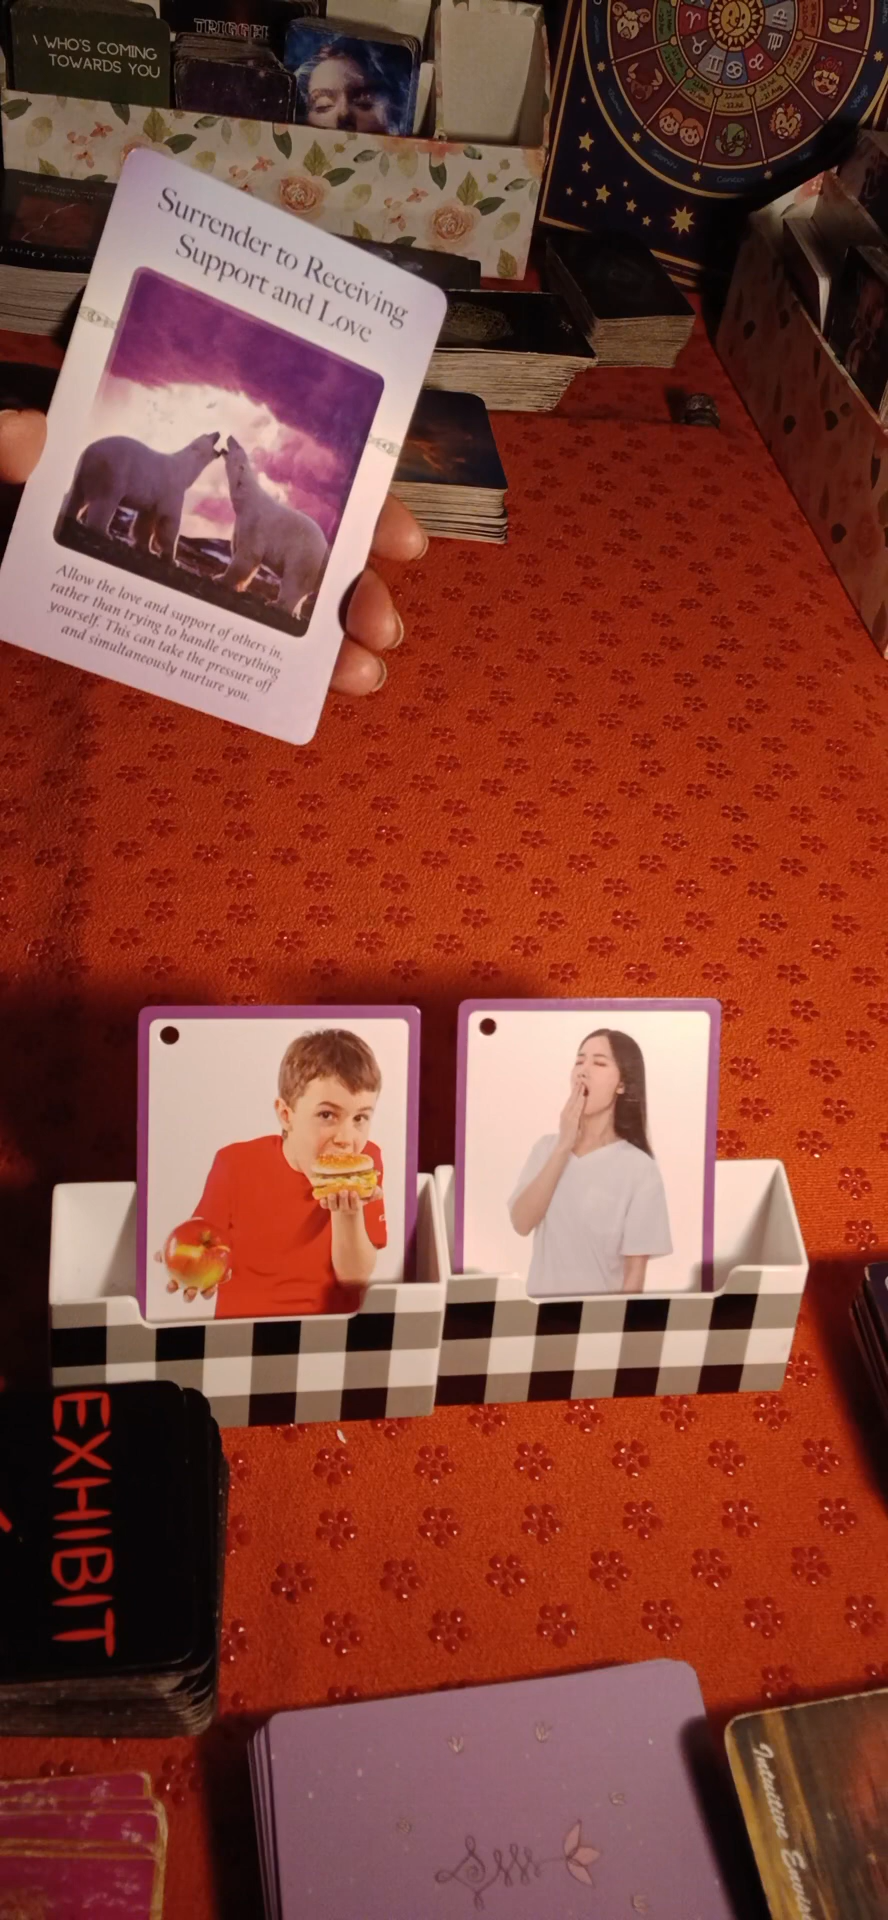 WHO'S COMING
TOWARDS YOU
TRIGGER
Surrender to Receiving
Support and Love
Allow the love and support of others in,
rather than trying to handle everything
yourself. This can take the pressure off
and simultaneously nurture you.
EXHIBIT
Intuitive